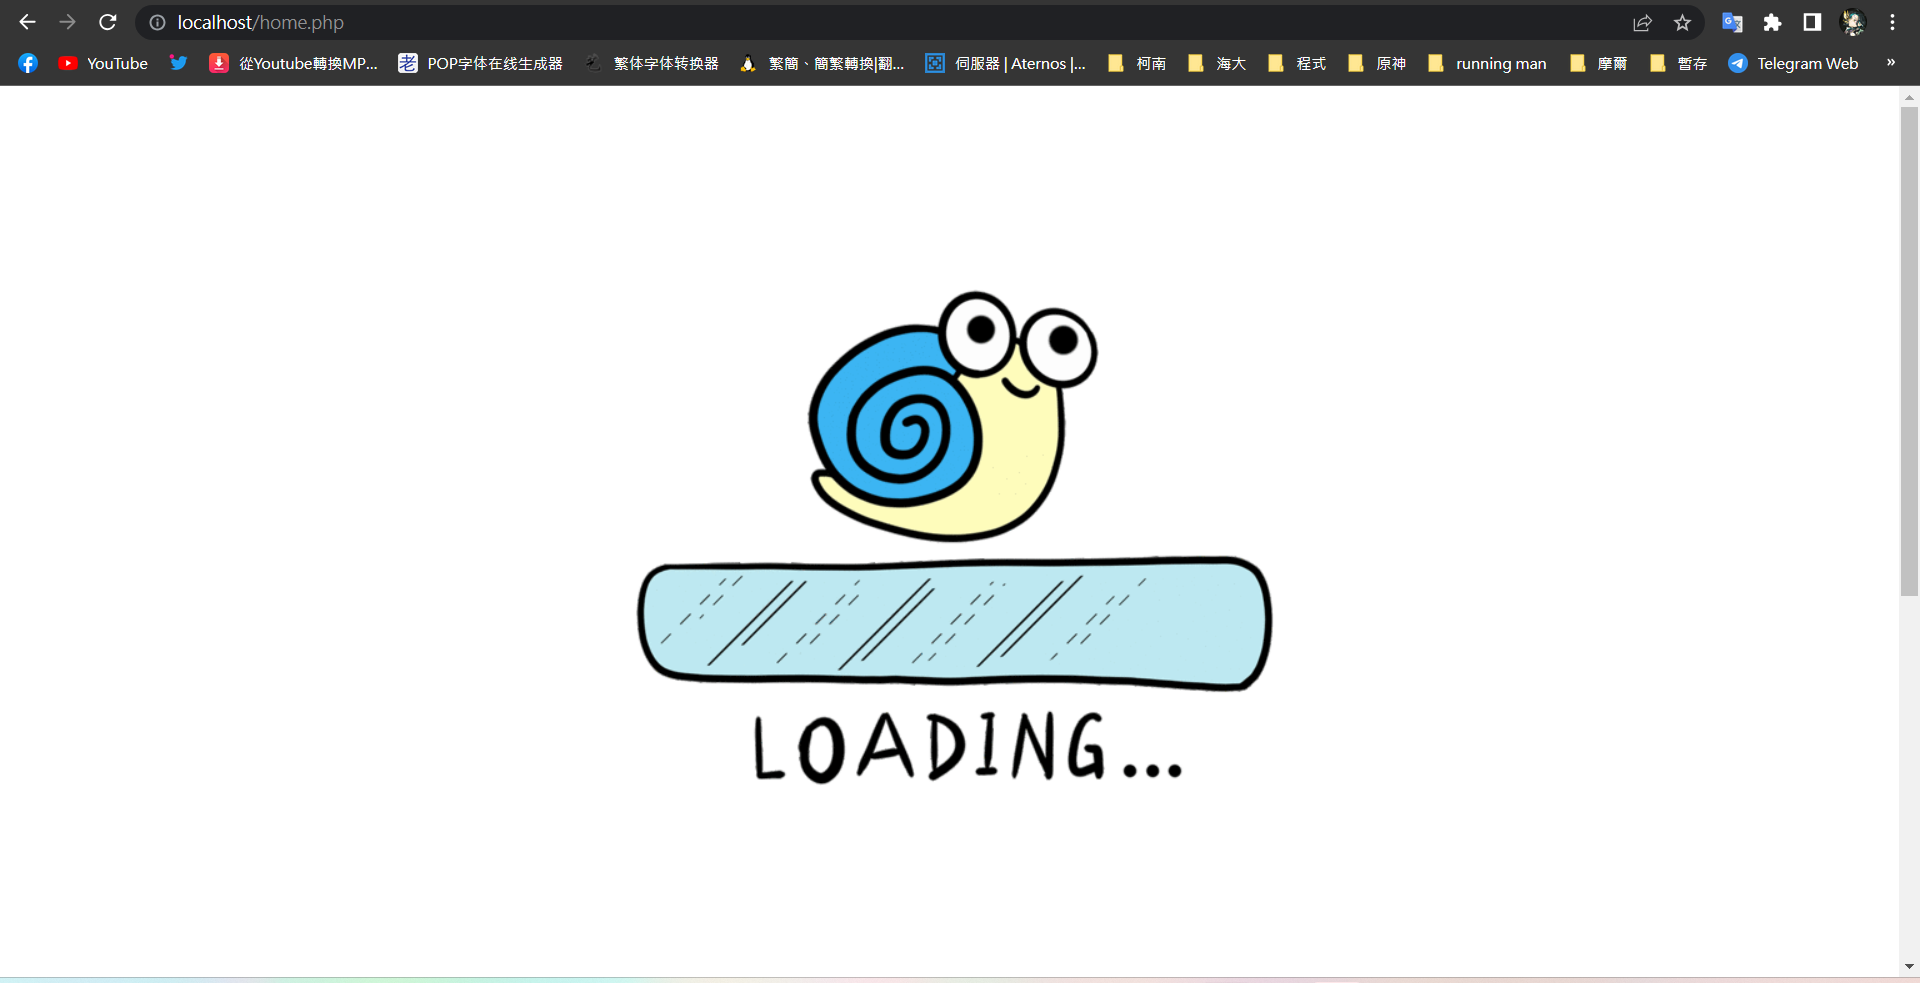 localhost/home.php
YouTube 從Youtube轉換MP... 老 POP字体在线生成器 繁体字体转换器 繁簡、簡繁轉換|翻... 伺服器 | Aternos |... 柯南 海大 程式 原神 running man 摩爾 暫存 Telegram Web »
LOADING...